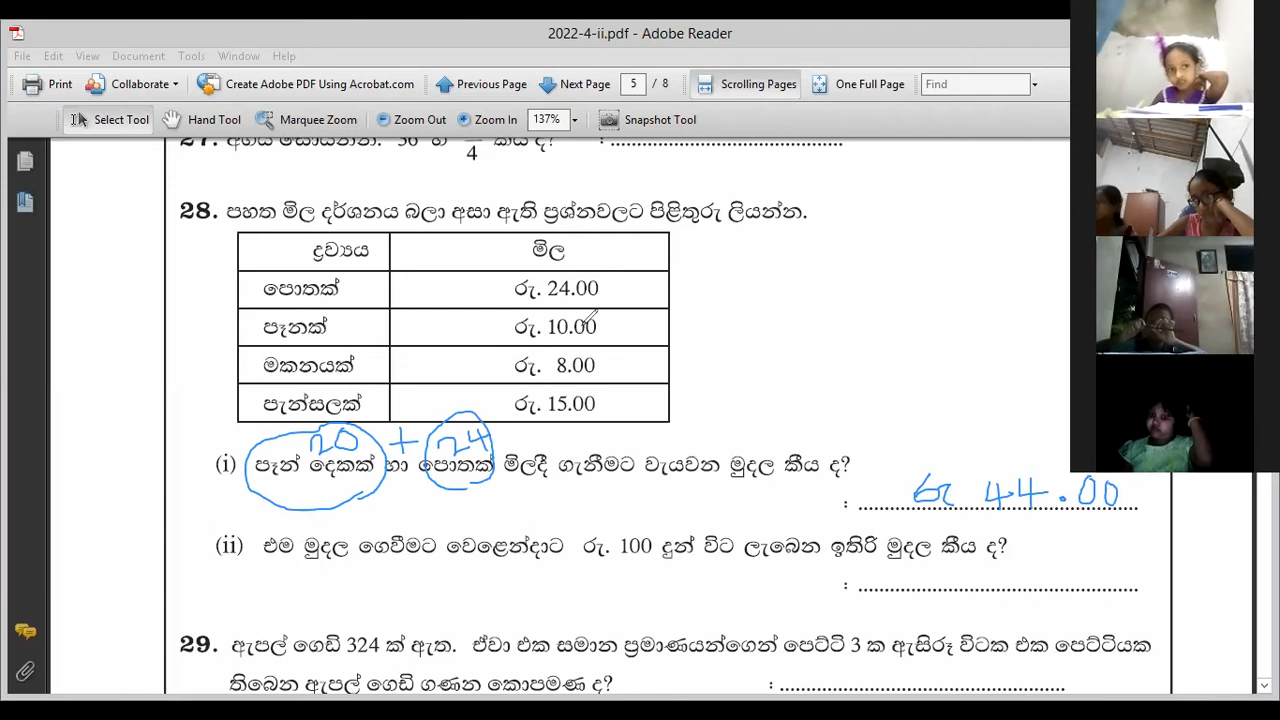 2022-4-ii.pdf - Adobe Reader
File Edit View Document Tools Window Help
Print Collaborate Create Adobe PDF Using Acrobat.com Previous Page Next Page 5 / 8 Scrolling Pages One Full Page Find
Select Tool Hand Tool Marquee Zoom Zoom Out Zoom In 137% Snapshot Tool
4
28. පහත මිල දර්ශනය බලා අසා ඇති ප්‍රශ්නවලට පිළිතුරු ලියන්න.
ද්‍රව්‍යය මිල
පොතක් රු. 24.00
පෑනක් රු. 10.00
මකනයක් රු. 8.00
පැන්සලක් රු. 15.00
20 + 24
(i) පෑන් දෙකක් හා පොතක් මිලදී ගැනීමට වැයවන මුදල කීය ද?
: රු 44.00
(ii) එම මුදල ගෙවීමට වෙළෙන්දාට රු. 100 දුන් විට ලැබෙන ඉතිරි මුදල කීය ද?
: ........................................................
29. ඇපල් ගෙඩි 324 ක් ඇත. ඒවා එක සමාන ප්‍රමාණයන්ගෙන් පෙට්ටි 3 ක ඇසිරූ විටක එක පෙට්ටියක
තිබෙන ඇපල් ගෙඩි ගණන කොපමණ ද? : ........................................................